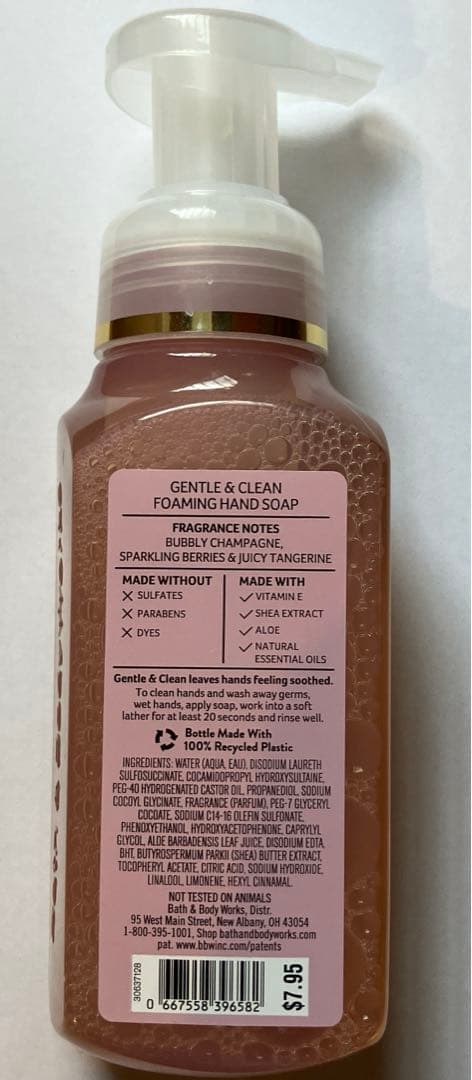 GENTLE & CLEAN
FOAMING HAND SOAP
FRAGRANCE NOTES
BUBBLY CHAMPAGNE,
SPARKLING BERRIES & JUICY TANGERINE
MADE WITHOUT
SULFATES
PARABENS
DYES
MADE WITH
VITAMIN E
SHEA EXTRACT
ALOE
NATURAL
ESSENTIAL OILS
Gentle & Clean leaves hands feeling soothed.
To clean hands and wash away germs,
wet hands, apply soap, work into a soft
lather for at least 20 seconds and rinse well.
Bottle Made With
100% Recycled Plastic
INGREDIENTS: WATER (AQUA, EAU), DISODIUM LAURETH
SULFOSUCCINATE, COCAMIDOPROPYL HYDROXYSULTAINE,
PEG-40 HYDROGENATED CASTOR OIL, PROPANEDIOL, SODIUM
COCOYL GLYCINATE, FRAGRANCE (PARFUM), PEG-7 GLYCERYL
COCOATE, SODIUM C14-16 OLEFIN SULFONATE,
PHENOXYETHANOL, HYDROXYACETOPHENONE, CAPRYLYL
GLYCOL, ALOE BARBADENSIS LEAF JUICE, DISODIUM EDTA,
BHT, BUTYROSPERMUM PARKII (SHEA) BUTTER EXTRACT,
TOCOPHERYL ACETATE, CITRIC ACID, SODIUM HYDROXIDE,
LINALOOL, LIMONENE, HEXYL CINNAMAL.
NOT TESTED ON ANIMALS
Bath & Body Works, Distr.
95 West Main Street, New Albany, OH 43054
1-800-395-1001, Shop bathandbodyworks.com
pat. www.bbwinc.com/patents
30637128
0 667558 396582
$7.95